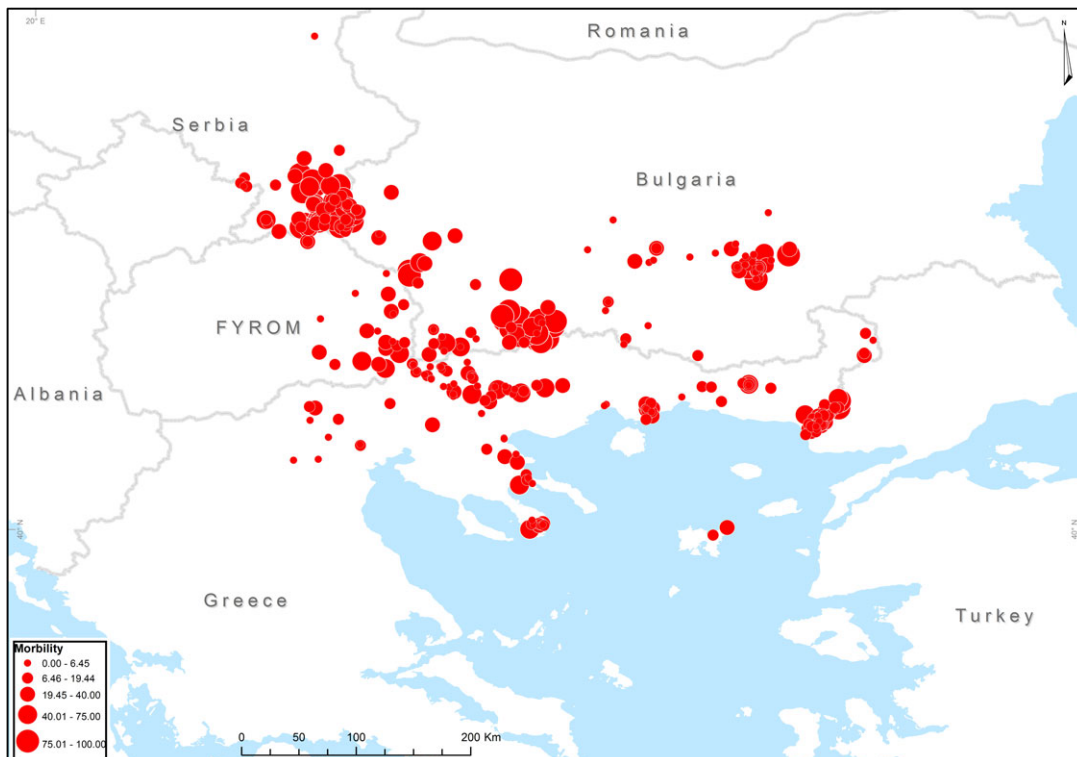 20° E
N
Romania
Serbia
Bulgaria
FYROM
Albania
40° N
40° N
Greece
Turkey
Morbility
0.00 - 6.45
6.46 - 19.44
19.45 - 40.00
40.01 - 75.00
75.01 - 100.00
0 50 100 200 Km